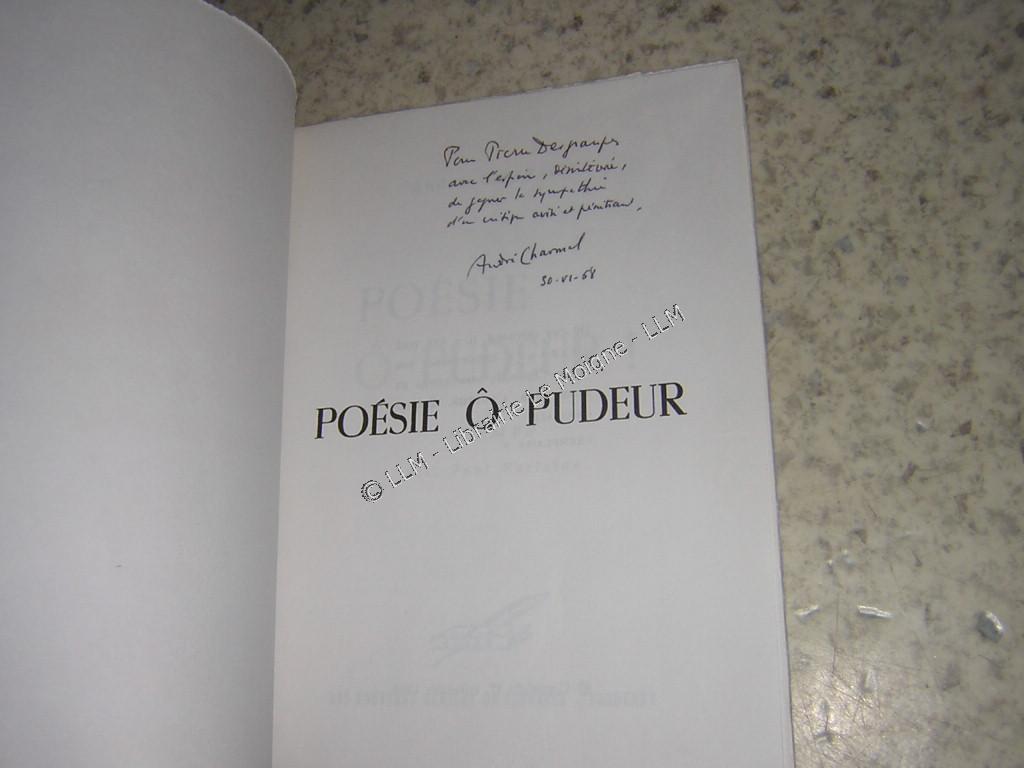 Pour Pierre Desgraupes
avec l'espoir, désintéressé,
de gagner la sympathie
d'un critique avisé et pénétrant.
André Charmel
30-VI-68
POÉSIE Ô PUDEUR
© LLM - Librairie Le Moigne - LLM